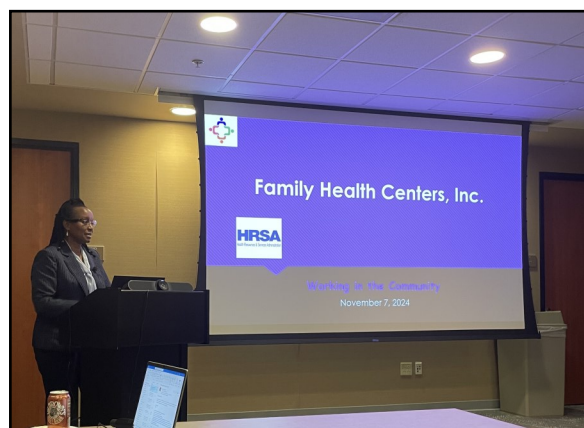 Family Health Centers, Inc.
HRSA
Working in the Community
November 7, 2024